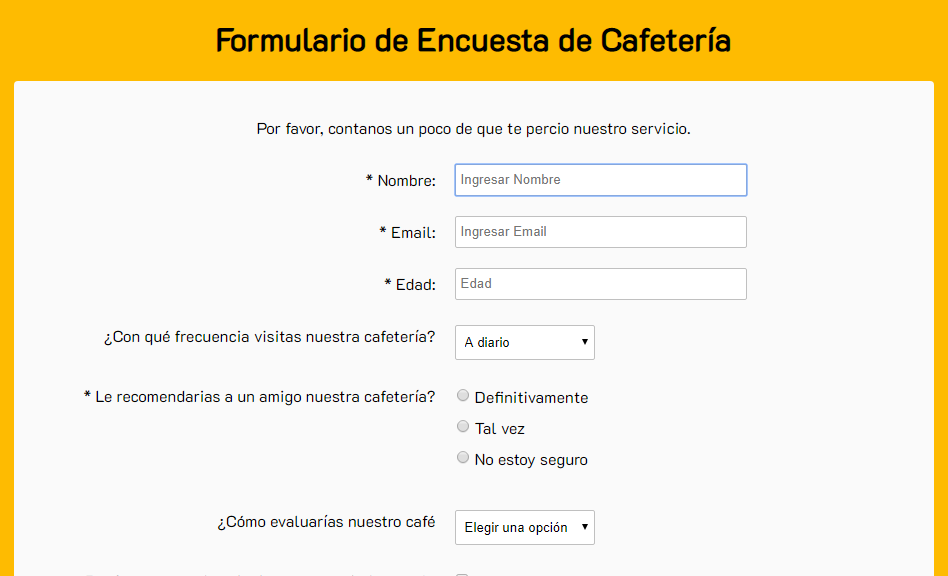 Formulario de Encuesta de Cafetería
Por favor, contanos un poco de que te percio nuestro servicio.
* Nombre: Ingresar Nombre
* Email: Ingresar Email
* Edad: Edad
¿Con qué frecuencia visitas nuestra cafetería? A diario
* Le recomendarias a un amigo nuestra cafetería? Definitivamente
Tal vez
No estoy seguro
¿Cómo evaluarías nuestro café Elegir una opción